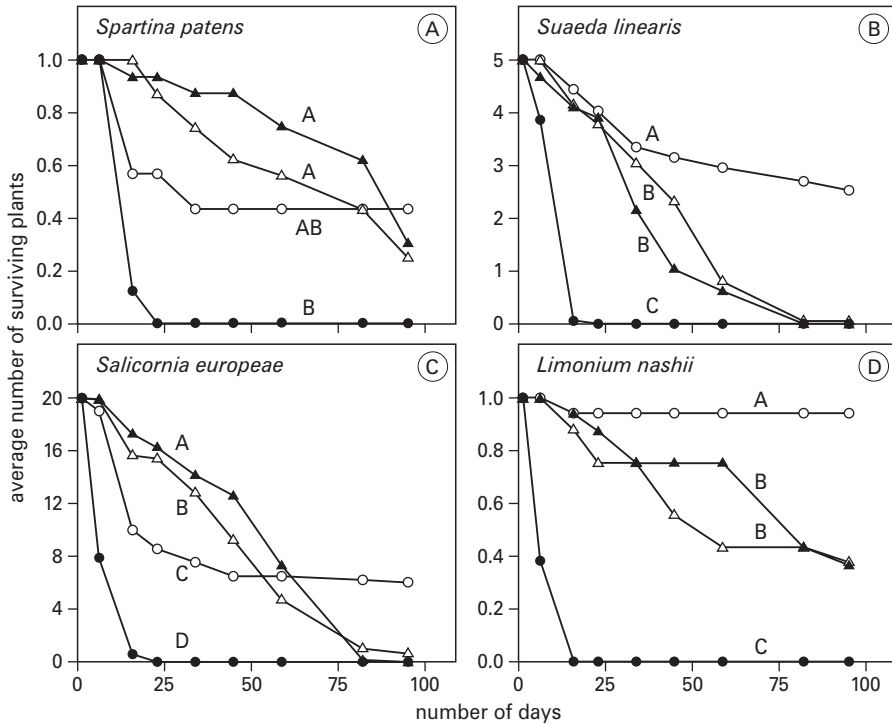 Spartina patens
A
1.0
0.8
0.6
0.4
0.2
0.0
A
A
AB
B
Suaeda linearis
B
5
4
3
2
1
0
A
B
B
C
Salicornia europeae
C
20
16
12
8
4
0
A
B
C
D
0
25
50
75
100
Limonium nashii
D
1.0
0.8
0.6
0.4
0.2
0.0
A
B
B
C
0
25
50
75
100
average number of surviving plants
number of days